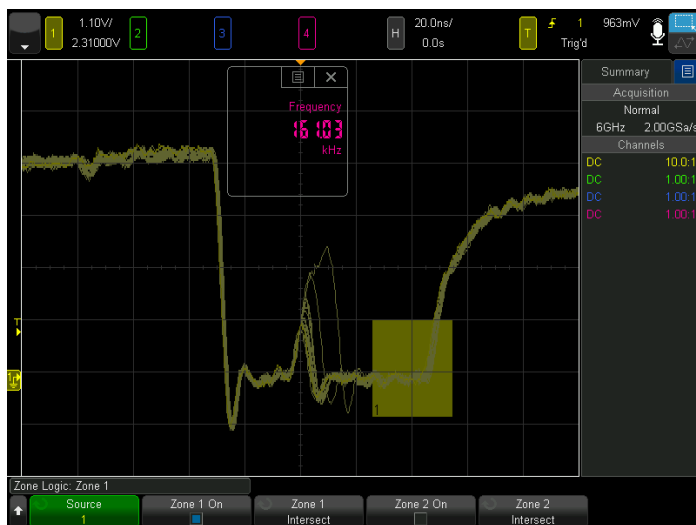 1 1.10V/ 2 3 4 H 20.0ns/ T 1 963mV
2.31000V 0.0s Trig'd
Summary
Acquisition
Normal
6GHz 2.00GSa/s
Channels
DC 10.0:1
DC 1.00:1
DC 1.00:1
DC 1.00:1
Frequency
161.03
kHz
T
1
1
Zone Logic: Zone 1
Source Zone 1 On Zone 1 Zone 2 On Zone 2
1 Intersect Intersect